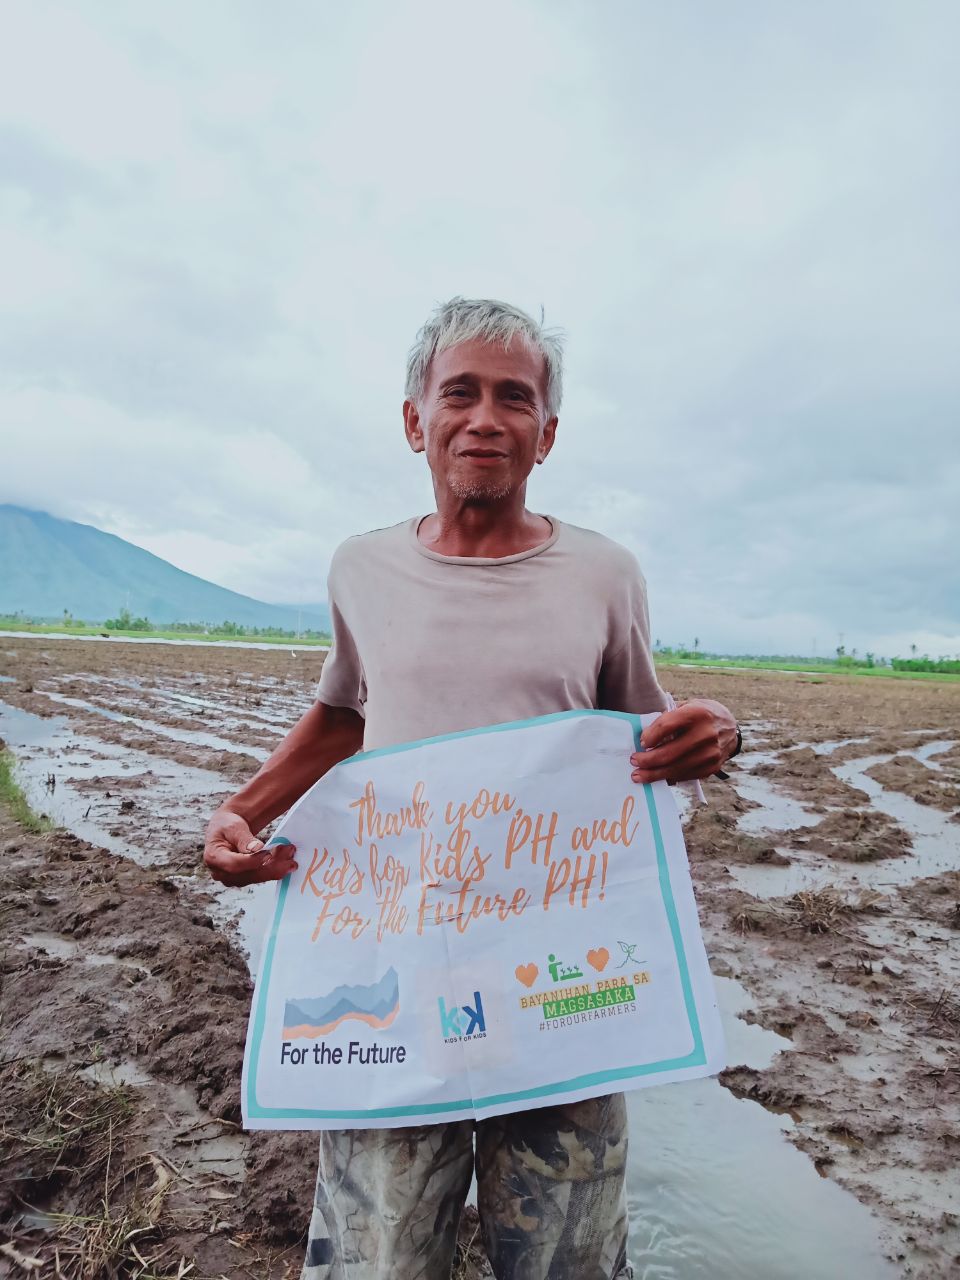 Thank you,
Kids for Kids PH and
For the Future PH!
For the Future
kk
KIDS FOR KIDS
BAYANIHAN PARA SA
MAGSASAKA
#FOROURFARMERS